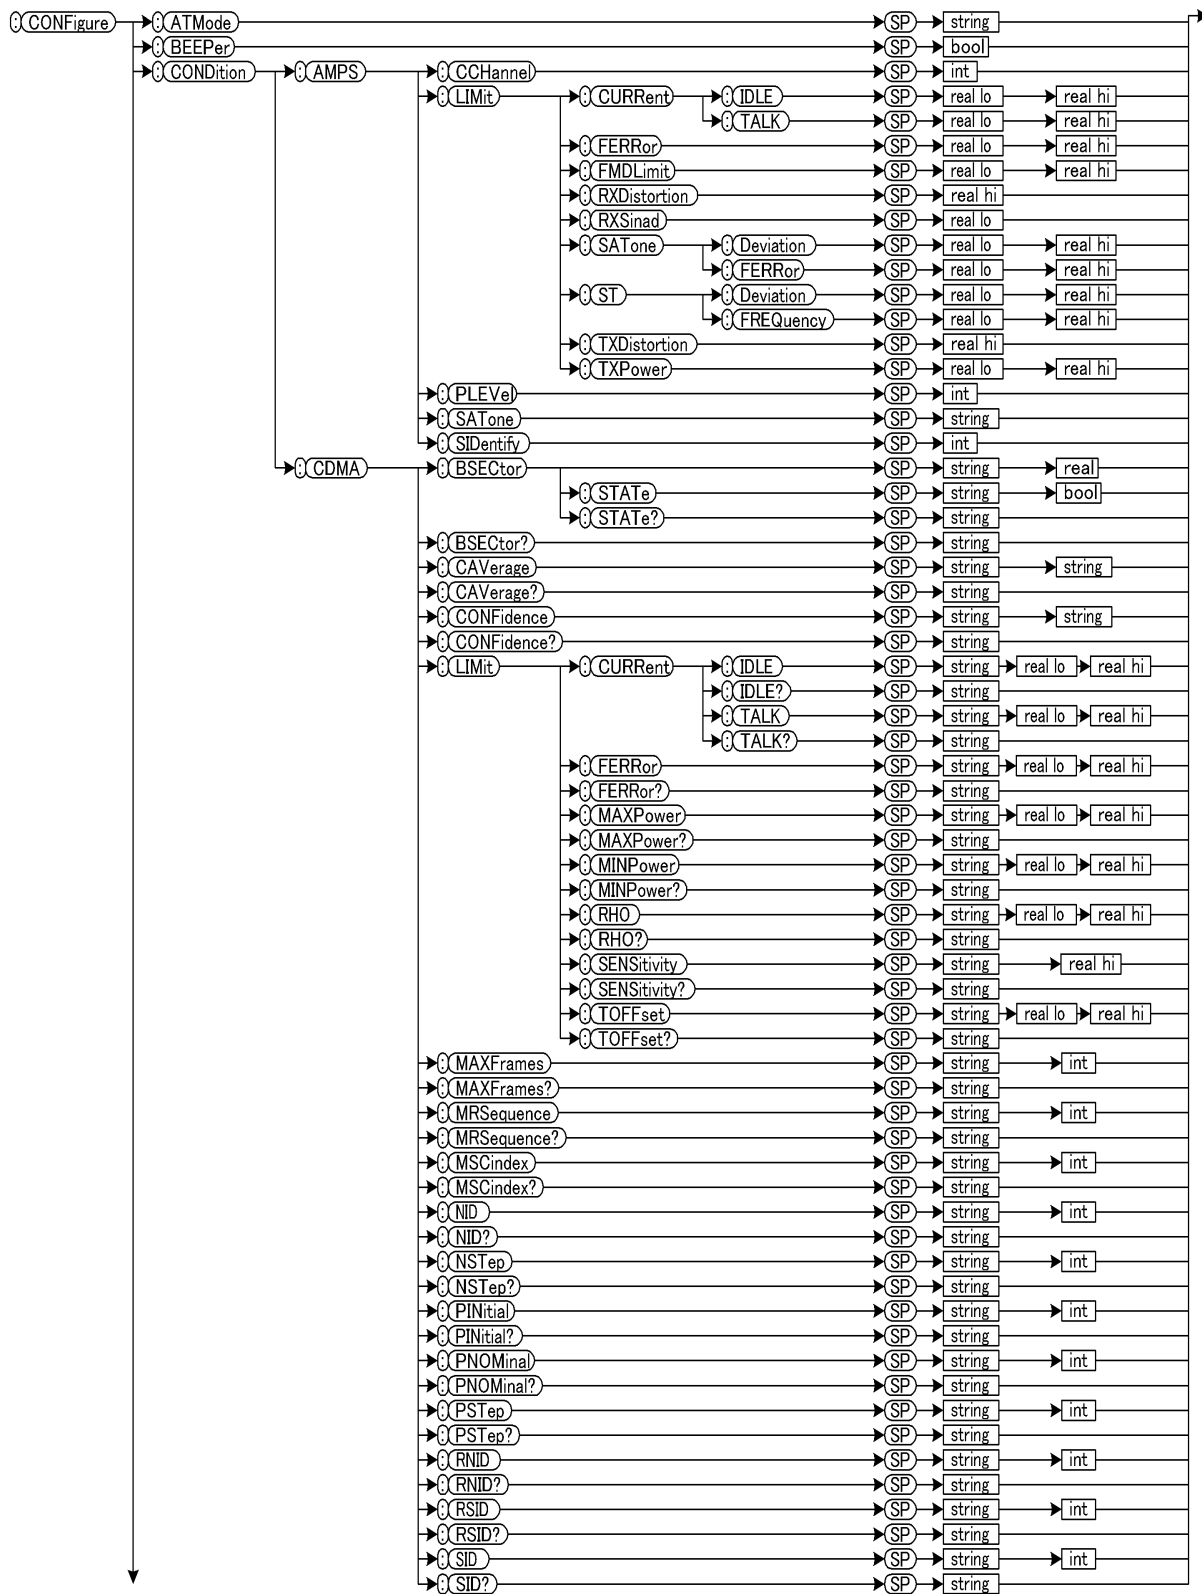 :CONFigure :ATMode SP string
:BEEPer SP bool
:CONDition :AMPS :CCHannel SP int
:LIMit :CURRent :IDLE SP real lo real hi
:TALK SP real lo real hi
:FERRor SP real lo real hi
:FMDLimit SP real lo real hi
:RXDistortion SP real hi
:RXSinad SP real lo
:SATone :Deviation SP real lo real hi
:FERRor SP real lo real hi
:ST :Deviation SP real lo real hi
:FREQuency SP real lo real hi
:TXDistortion SP real hi
:TXPower SP real lo real hi
:PLEVel SP int
:SATone SP string
:SIDentify SP int
:CDMA :BSECtor SP string real
:STATe SP string bool
:STATe? SP string
:BSECtor? SP string
:CAVerage SP string string
:CAVerage? SP string
:CONFidence SP string string
:CONFidence? SP string
:LIMit :CURRent :IDLE SP string real lo real hi
:IDLE? SP string
:TALK SP string real lo real hi
:TALK? SP string
:FERRor SP string real lo real hi
:FERRor? SP string
:MAXPower SP string real lo real hi
:MAXPower? SP string
:MINPower SP string real lo real hi
:MINPower? SP string
:RHO SP string real lo real hi
:RHO? SP string
:SENSitivity SP string real hi
:SENSitivity? SP string
:TOFFset SP string real lo real hi
:TOFFset? SP string
:MAXFrames SP string int
:MAXFrames? SP string
:MRSequence SP string int
:MRSequence? SP string
:MSCindex SP string int
:MSCindex? SP string
:NID SP string int
:NID? SP string
:NSTep SP string int
:NSTep? SP string
:PINitial SP string int
:PINitial? SP string
:PNOMinal SP string int
:PNOMinal? SP string
:PSTep SP string int
:PSTep? SP string
:RNID SP string int
:RNID? SP string
:RSID SP string int
:RSID? SP string
:SID SP string int
:SID? SP string